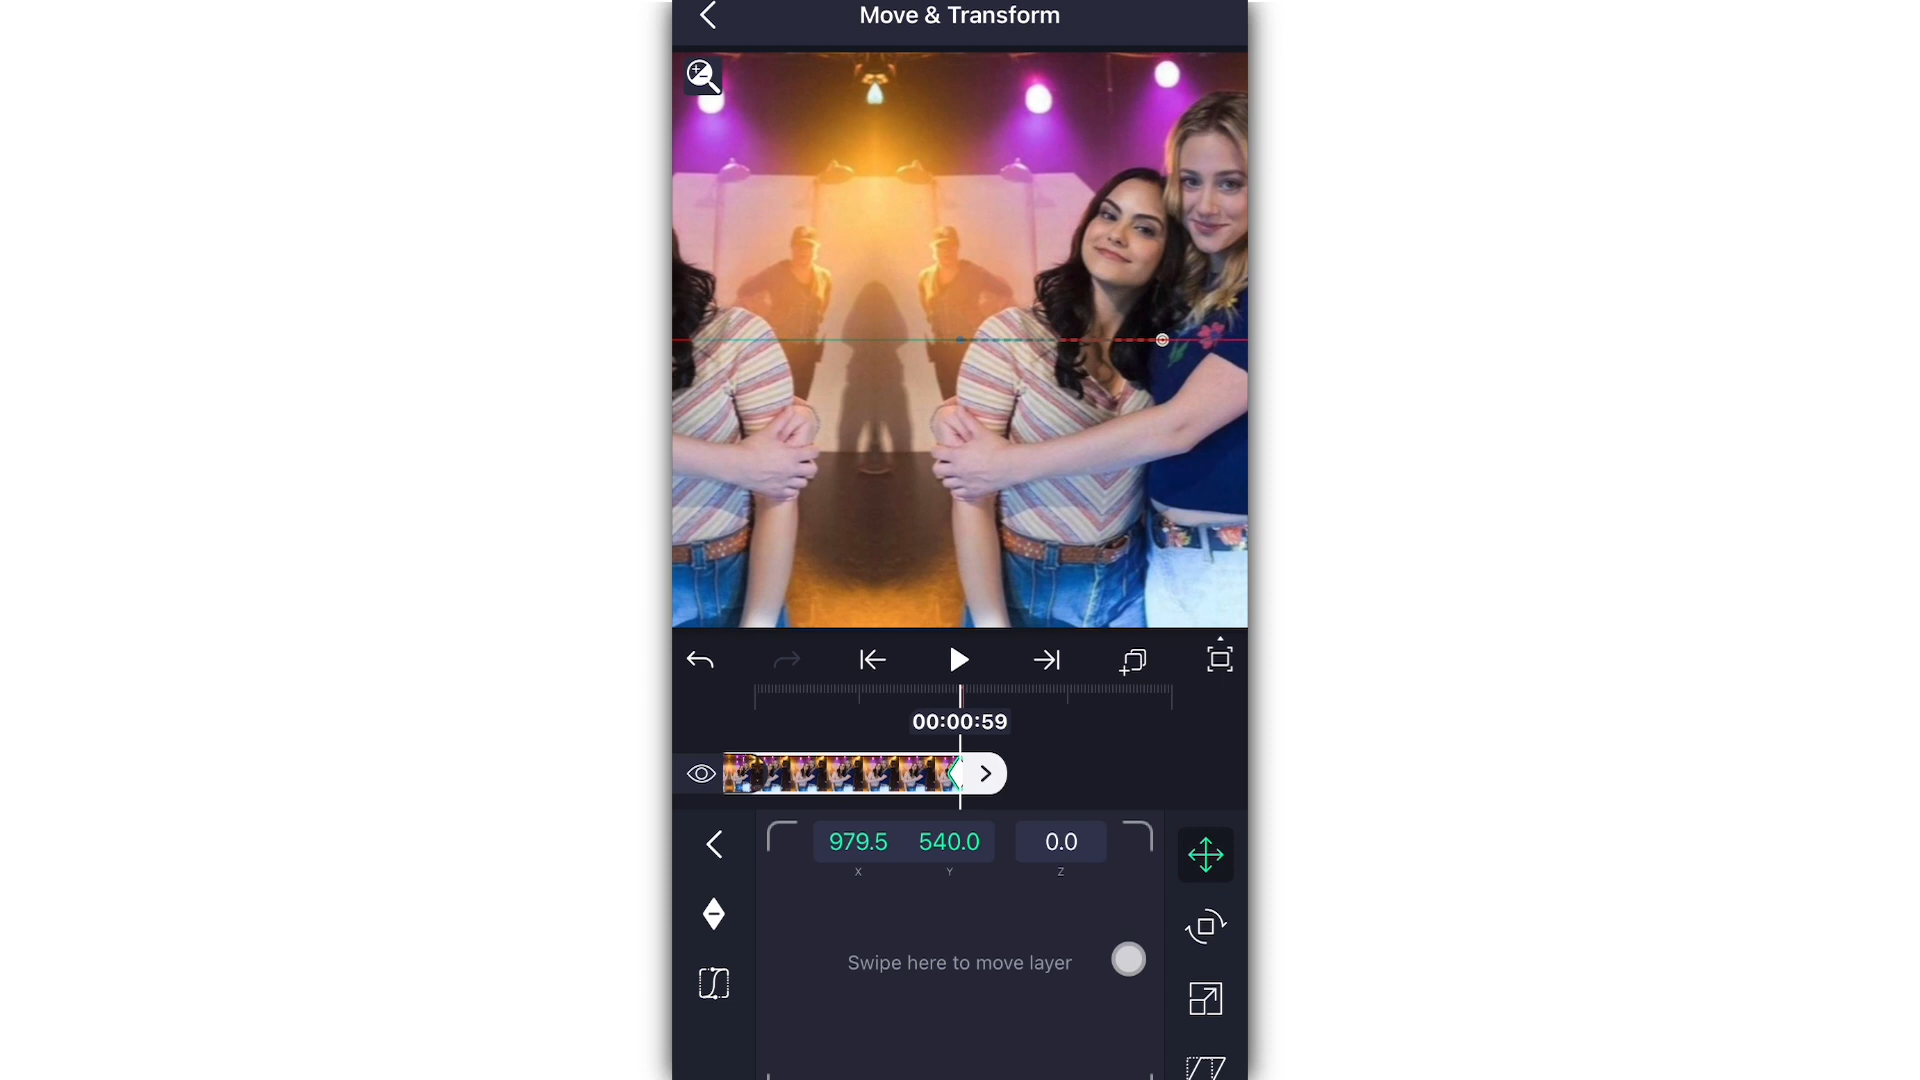 Move & Transform
00:00:59
979.5 540.0 0.0
X Y Z
Swipe here to move layer